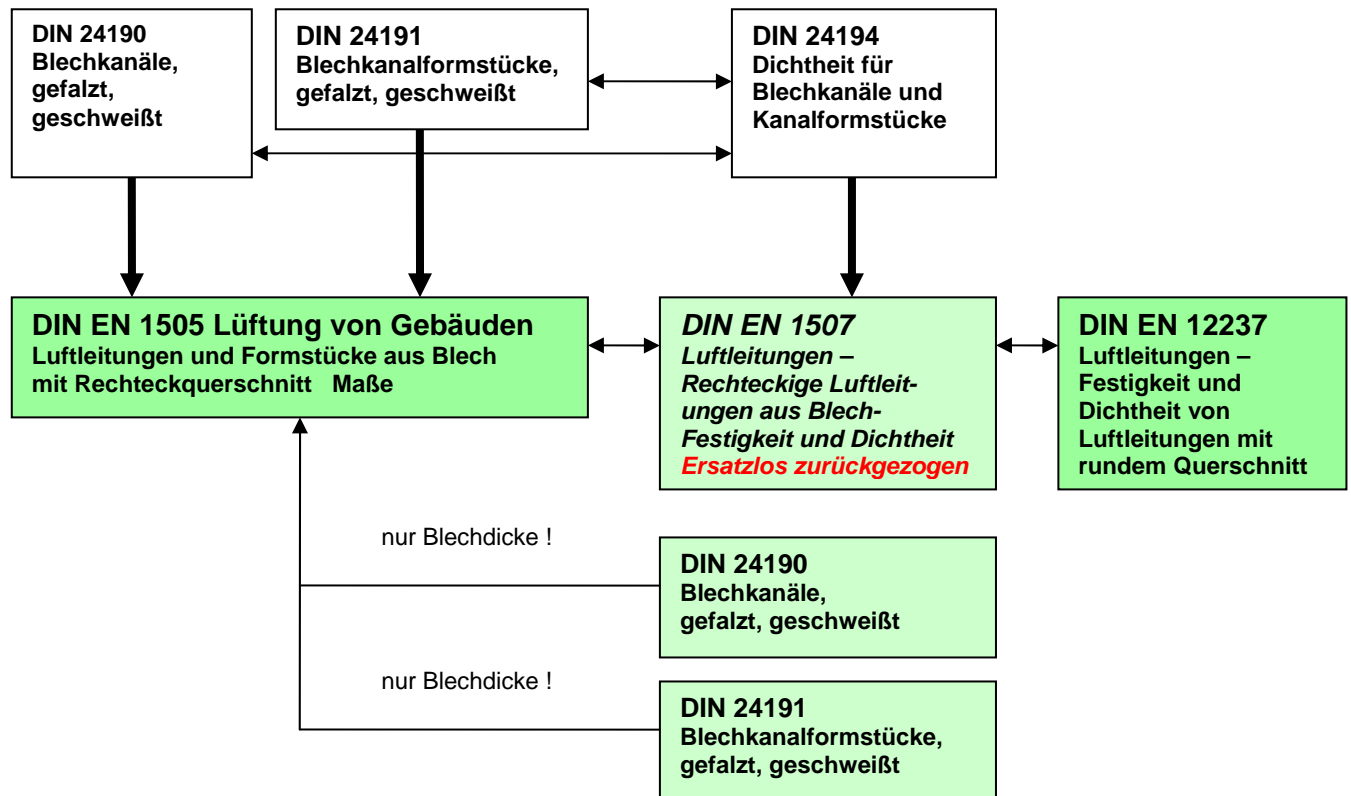 DIN 24190
Blechkanäle,
gefalzt,
geschweißt
DIN 24191
Blechkanalformstücke,
gefalzt, geschweißt
DIN 24194
Dichtheit für
Blechkanäle und
Kanalformstücke
DIN EN 1505 Lüftung von Gebäuden
Luftleitungen und Formstücke aus Blech
mit Rechteckquerschnitt Maße
DIN EN 1507
Luftleitungen –
Rechteckige Luftleit-
ungen aus Blech-
Festigkeit und Dichtheit
Ersatzlos zurückgezogen
DIN EN 12237
Luftleitungen –
Festigkeit und
Dichtheit von
Luftleitungen mit
rundem Querschnitt
nur Blechdicke !
DIN 24190
Blechkanäle,
gefalzt, geschweißt
nur Blechdicke !
DIN 24191
Blechkanalformstücke,
gefalzt, geschweißt